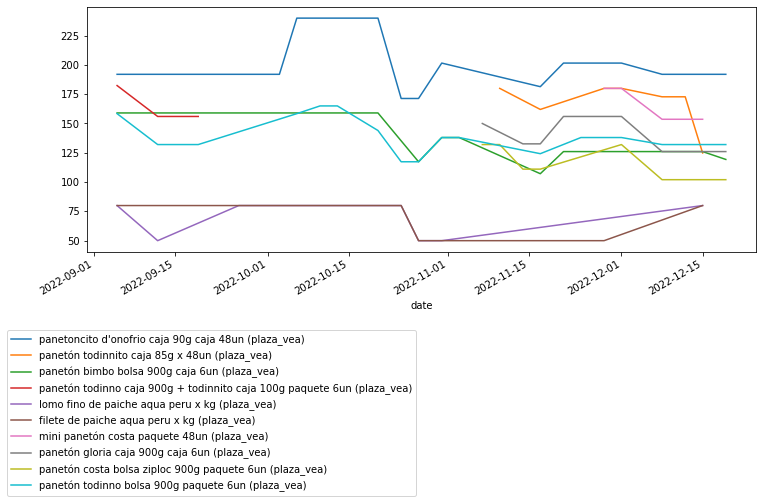 225
200
175
150
125
100
75
50
2022-09-01
2022-09-15
2022-10-01
2022-10-15
2022-11-01
2022-11-15
2022-12-01
2022-12-15
date
panetoncito d'onofrio caja 90g caja 48un (plaza_vea)
panetón todinnito caja 85g x 48un (plaza_vea)
panetón bimbo bolsa 900g caja 6un (plaza_vea)
panetón todinno caja 900g + todinnito caja 100g paquete 6un (plaza_vea)
lomo fino de paiche aqua peru x kg (plaza_vea)
filete de paiche aqua peru x kg (plaza_vea)
mini panetón costa paquete 48un (plaza_vea)
panetón gloria caja 900g caja 6un (plaza_vea)
panetón costa bolsa ziploc 900g paquete 6un (plaza_vea)
panetón todinno bolsa 900g paquete 6un (plaza_vea)